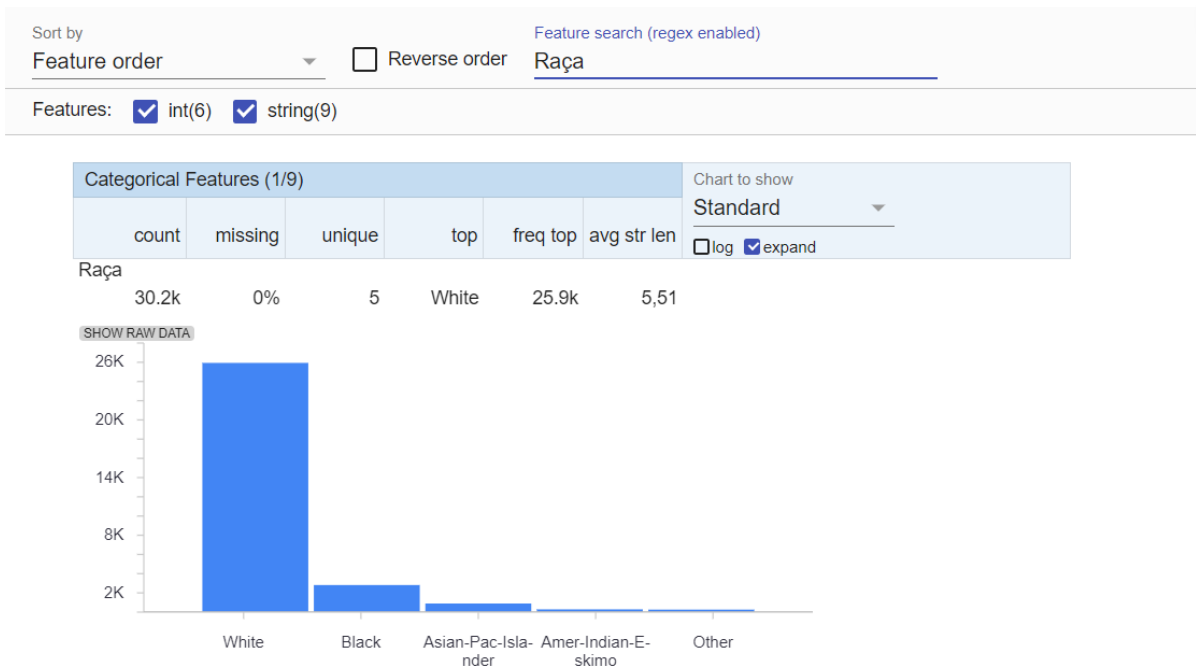 Sort by
Feature order
Reverse order
Feature search (regex enabled)
Raça
Features: int(6) string(9)
Categorical Features (1/9)
Chart to show
Standard
count missing unique top freq top avg str len
log expand
Raça
30.2k 0% 5 White 25.9k 5,51
SHOW RAW DATA
26K
20K
14K
8K
2K
White Black Asian-Pac-Isla- Amer-Indian-E- Other
nder skimo